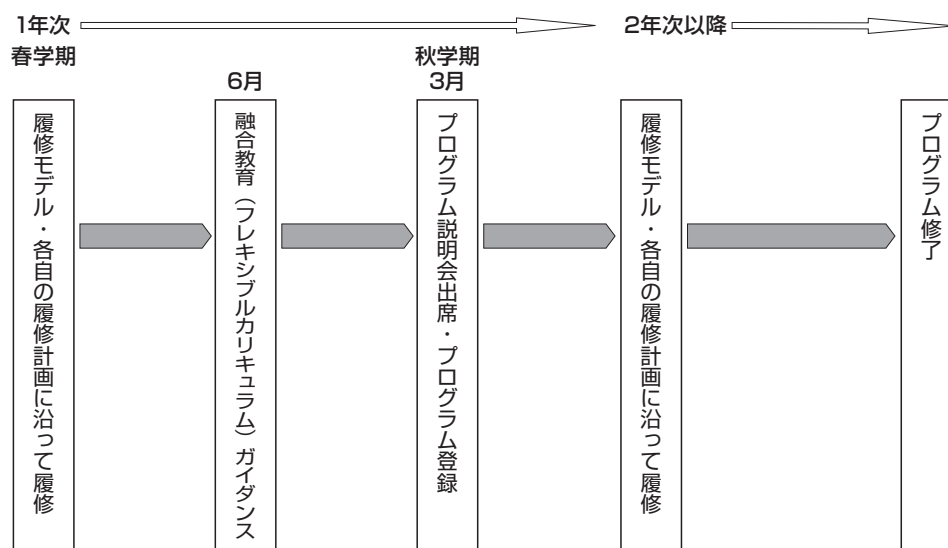 1年次
2年次以降
春学期
秋学期
6月
3月
履修モデル・各自の履修計画に沿って履修
融合教育（フレキシブルカリキュラム）ガイダンス
プログラム説明会出席・プログラム登録
履修モデル・各自の履修計画に沿って履修
プログラム修了